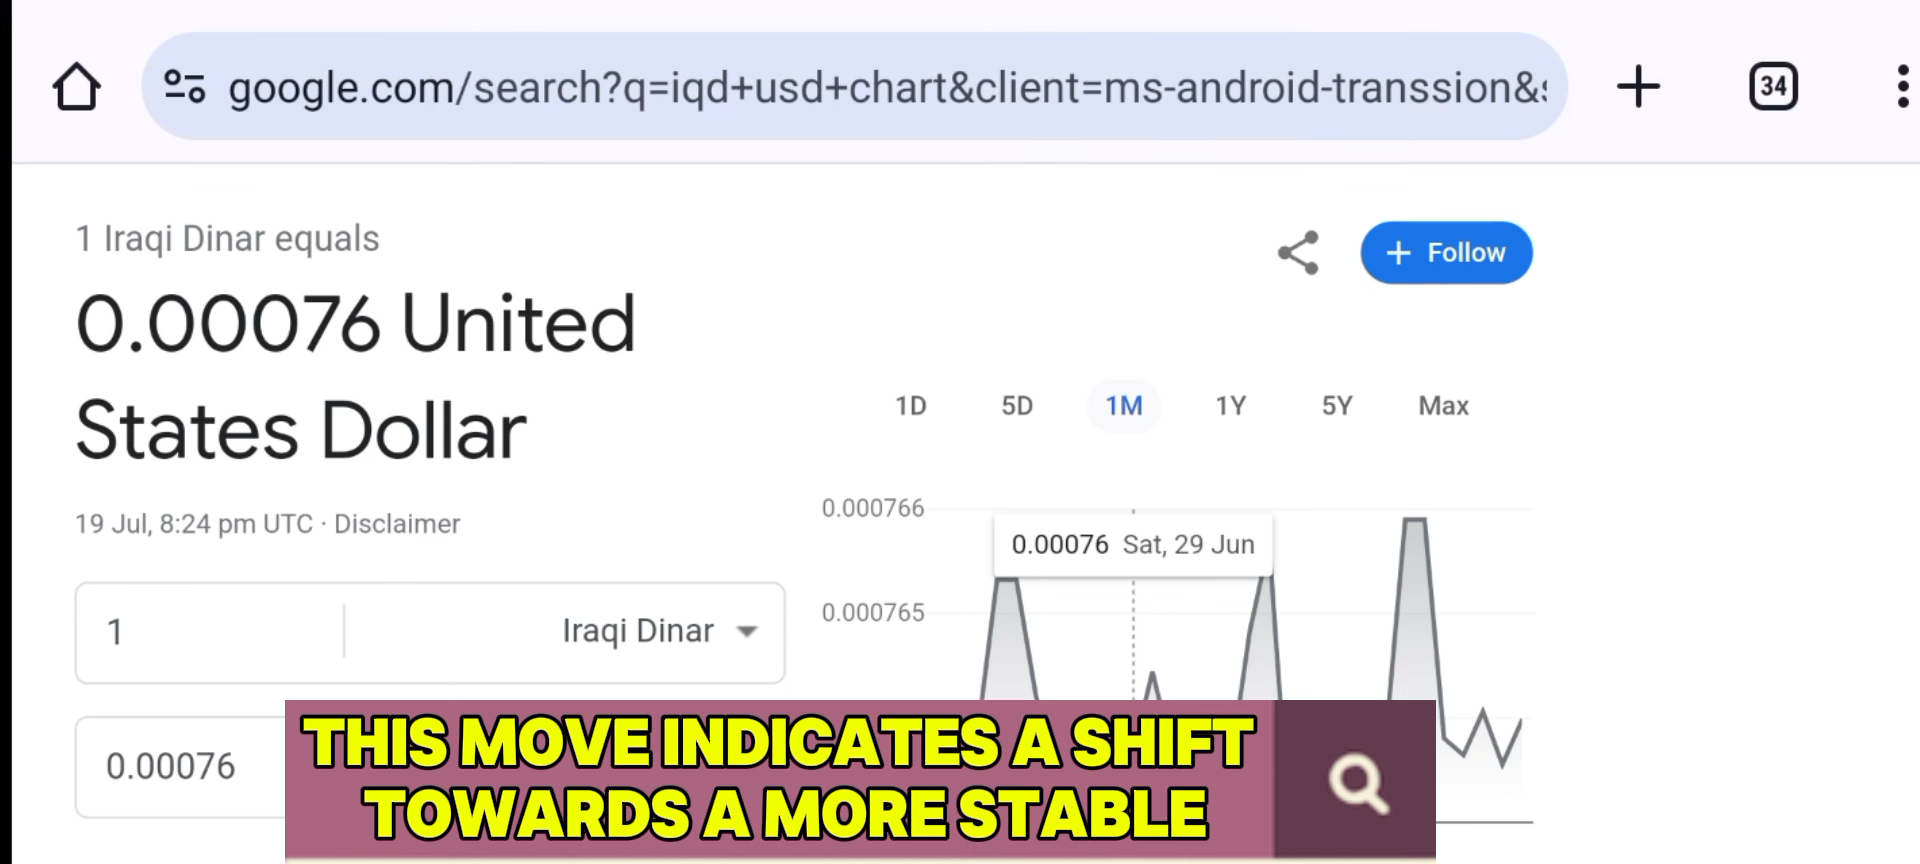 google.com/search?q=iqd+usd+chart&client=ms-android-transsion&s
34
1 Iraqi Dinar equals
0.00076 United
States Dollar
19 Jul, 8:24 pm UTC · Disclaimer
1
Iraqi Dinar
0.00076
Follow
1D 5D 1M 1Y 5Y Max
0.000766
0.00076 Sat, 29 Jun
0.000765
THIS MOVE INDICATES A SHIFT
TOWARDS A MORE STABLE